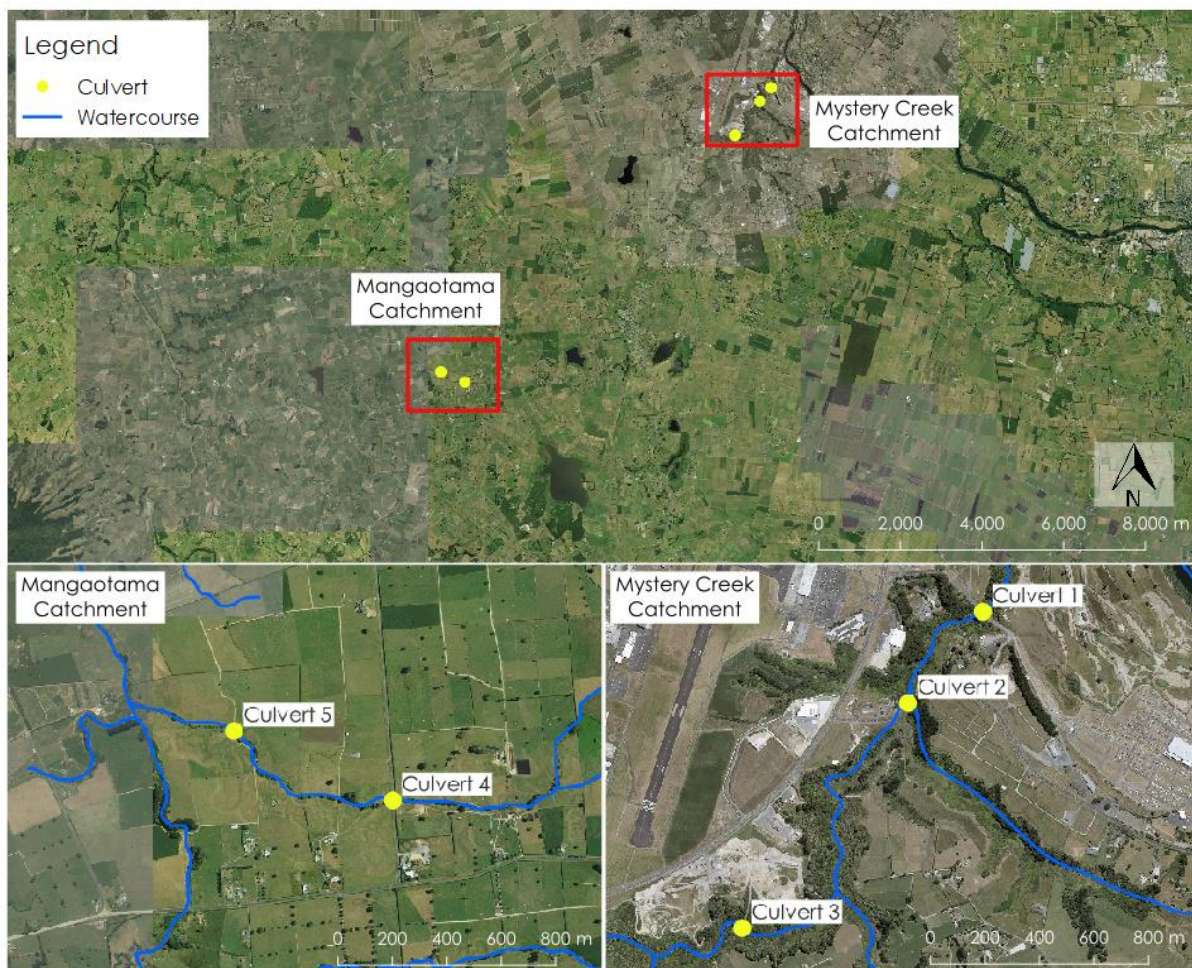 Legend
Culvert
Watercourse
Mystery Creek
Catchment
Mangaotama
Catchment
N
0 2,000 4,000 6,000 8,000 m
Mangaotama
Catchment
Culvert 5
Culvert 4
0 200 400 600 800 m
Mystery Creek
Catchment
Culvert 1
Culvert 2
Culvert 3
0 200 400 600 800 m